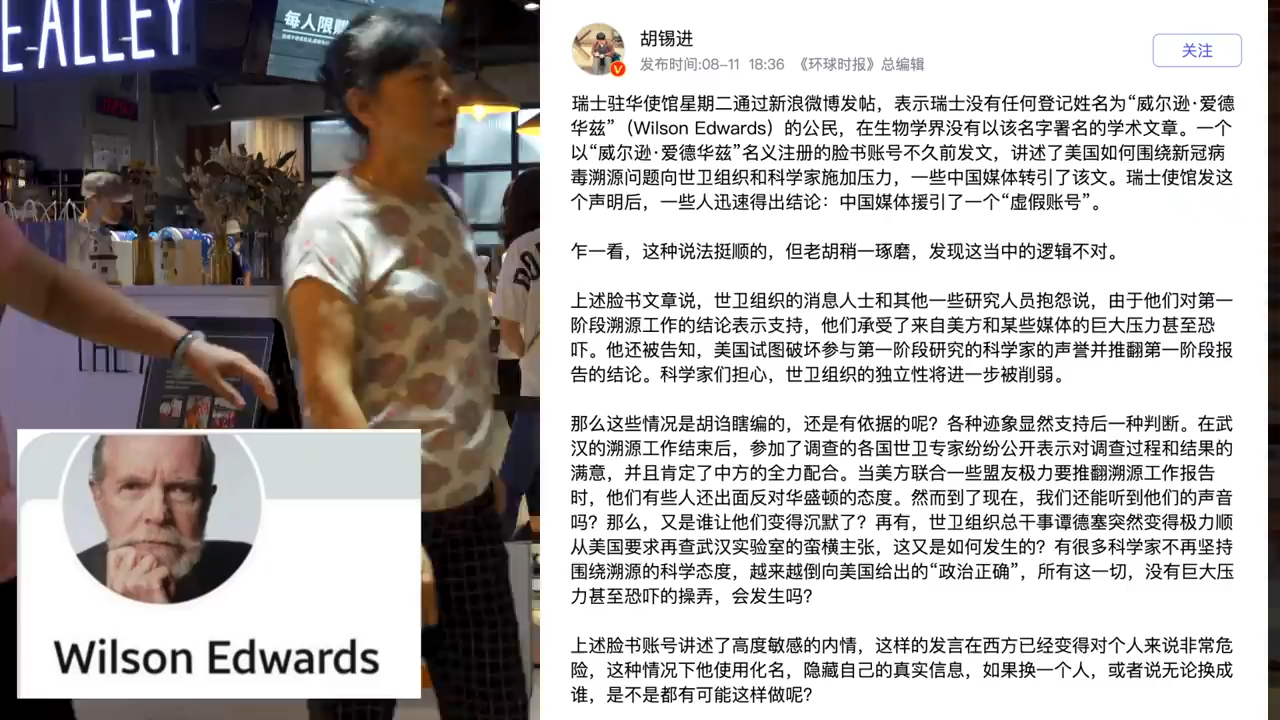 EALLEY
每人限
THE
Wilson Edwards
胡锡进
发布时间:08-11 18:36 《环球时报》总编辑
关注
瑞士驻华使馆星期二通过新浪微博发帖，表示瑞士没有任何登记姓名为“威尔逊·爱德
华兹”（Wilson Edwards）的公民，在生物学界没有以该名字署名的学术文章。一个
以“威尔逊·爱德华兹”名义注册的脸书账号不久前发文，讲述了美国如何围绕新冠病
毒溯源问题向世卫组织和科学家施加压力，一些中国媒体转引了该文。瑞士使馆发这
个声明后，一些人迅速得出结论：中国媒体援引了一个“虚假账号”。
乍一看，这种说法挺顺的，但老胡稍一琢磨，发现这当中的逻辑不对。
上述脸书文章说，世卫组织的消息人士和其他一些研究人员抱怨说，由于他们对第一
阶段溯源工作的结论表示支持，他们承受了来自美方和某些媒体的巨大压力甚至恐
吓。他还被告知，美国试图破坏参与第一阶段研究的科学家的声誉并推翻第一阶段报
告的结论。科学家们担心，世卫组织的独立性将进一步被削弱。
那么这些情况是胡诌瞎编的，还是有依据的呢？各种迹象显然支持后一种判断。在武
汉的溯源工作结束后，参加了调查的各国世卫专家纷纷公开表示对调查过程和结果的
满意，并且肯定了中方的全力配合。当美方联合一些盟友极力要推翻溯源工作报告
时，他们有些人还出面反对华盛顿的态度。然而到了现在，我们还能听到他们的声音
吗？那么，又是谁让他们变得沉默了？再有，世卫组织总干事谭德塞突然变得极力顺
从美国要求再查武汉实验室的蛮横主张，这又是如何发生的？有很多科学家不再坚持
围绕溯源的科学态度，越来越倒向美国给出的“政治正确”，所有这一切，没有巨大压
力甚至恐吓的操弄，会发生吗？
上述脸书账号讲述了高度敏感的内情，这样的发言在西方已经变得对个人来说非常危
险，这种情况下他使用化名，隐藏自己的真实信息，如果换一个人，或者说无论换成
谁，是不是都有可能这样做呢？